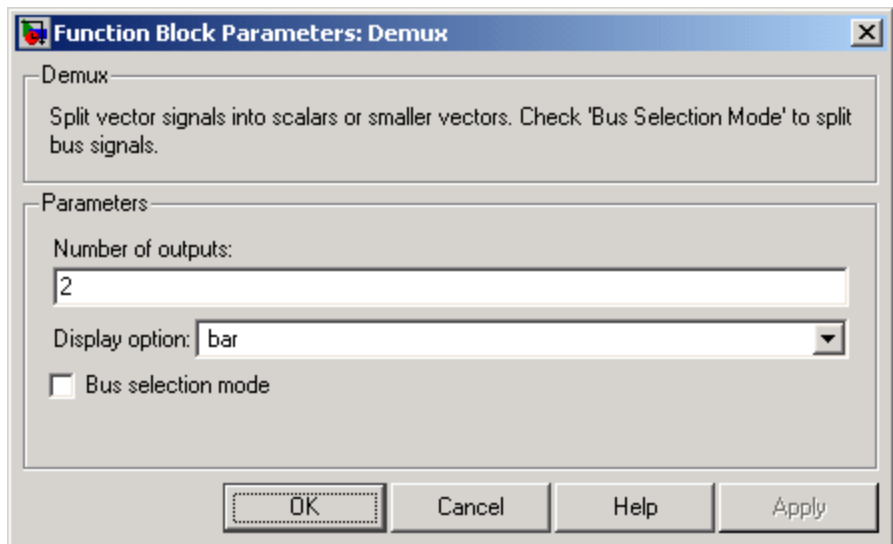 Function Block Parameters: Demux
Demux
Split vector signals into scalars or smaller vectors. Check 'Bus Selection Mode' to split
bus signals.
Parameters
Number of outputs:
2
Display option: bar
Bus selection mode
OK Cancel Help Apply